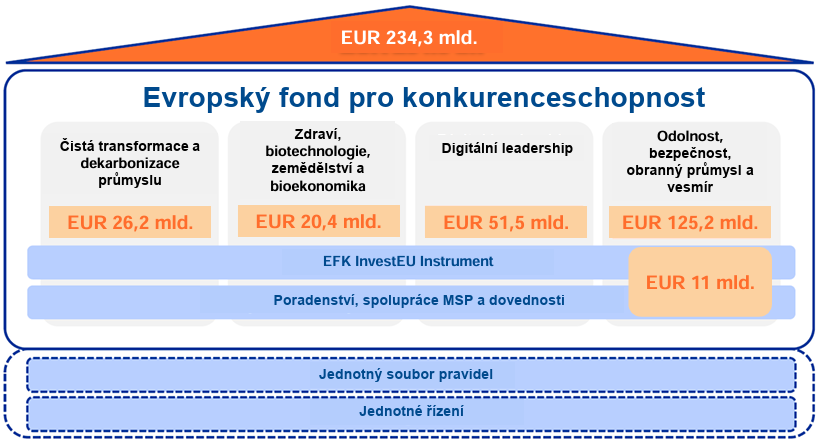 EUR 234,3 mld.
Evropský fond pro konkurenceschopnost
Čistá transformace a
dekarbonizace
průmyslu
EUR 26,2 mld.
Zdraví,
biotechnologie,
zemědělství a
bioekonomika
EUR 20,4 mld.
Digitální leadership
EUR 51,5 mld.
Odolnost,
bezpečnost,
obranný průmysl a
vesmír
EUR 125,2 mld.
EFK InvestEU Instrument
Poradenství, spolupráce MSP a dovednosti
EUR 11 mld.
Jednotný soubor pravidel
Jednotné řízení